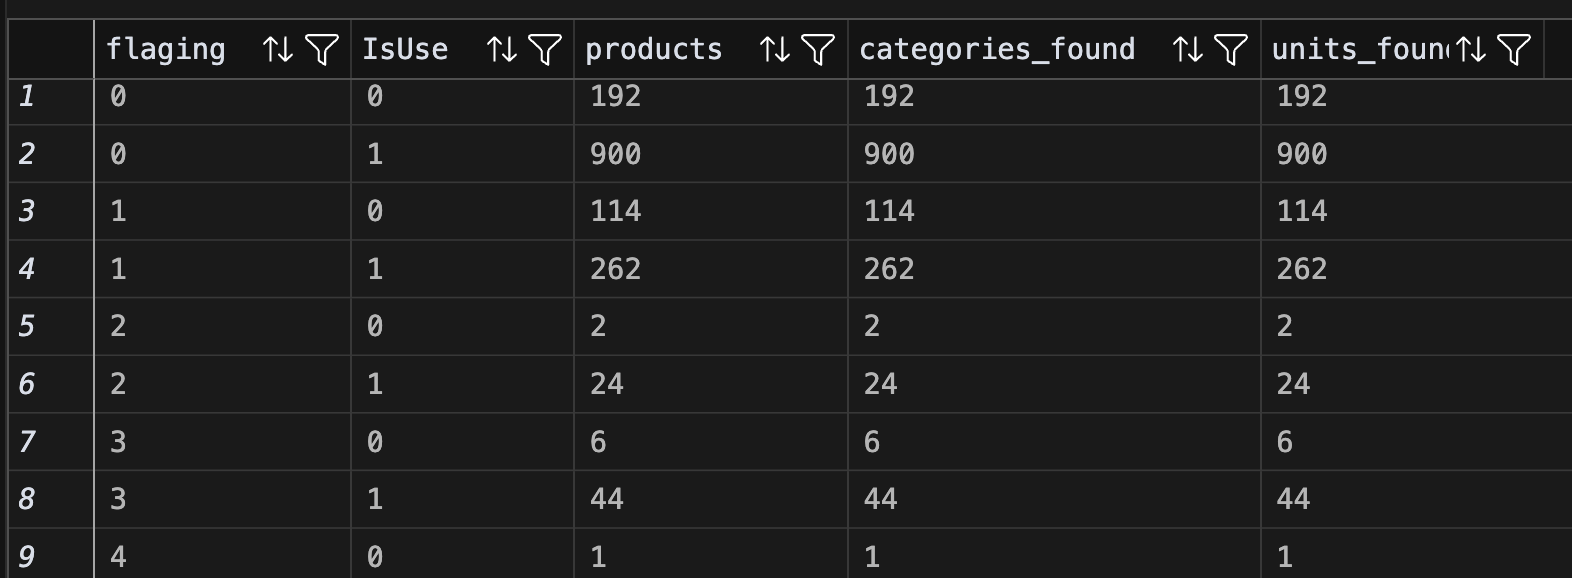 flaging IsUse products categories_found units_foun
1 0 0 192 192 192
2 0 1 900 900 900
3 1 0 114 114 114
4 1 1 262 262 262
5 2 0 2 2 2
6 2 1 24 24 24
7 3 0 6 6 6
8 3 1 44 44 44
9 4 0 1 1 1